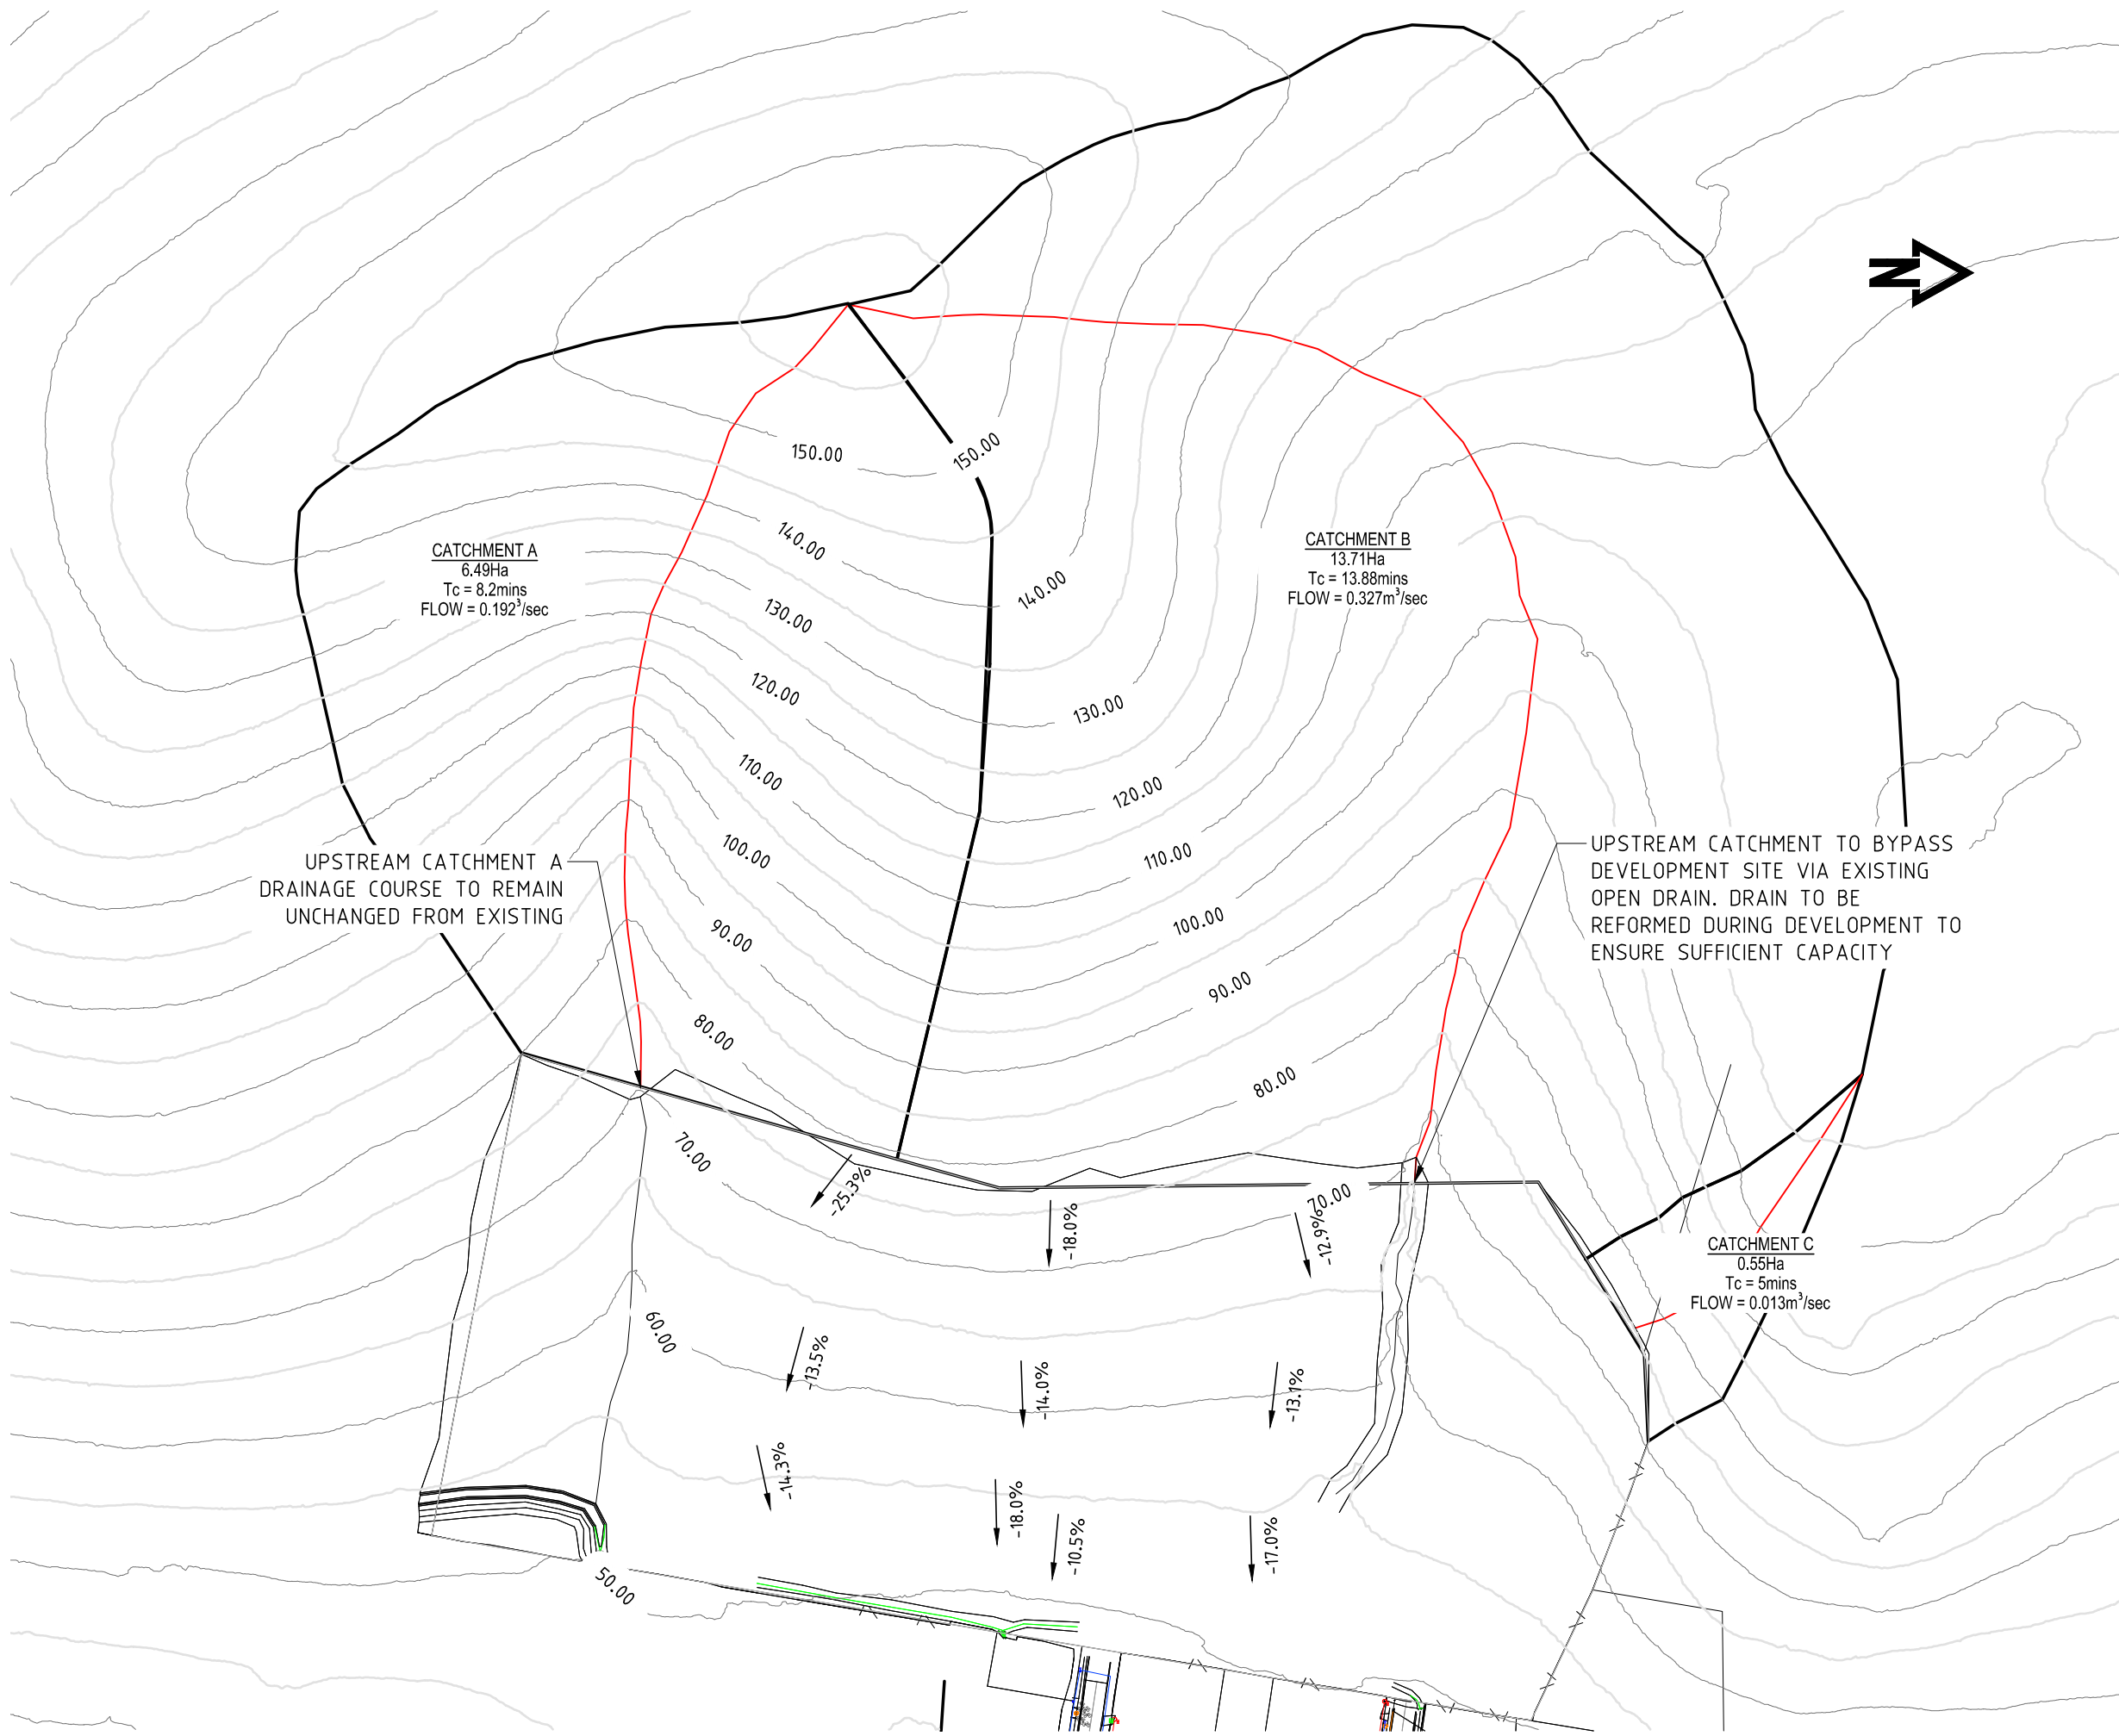 N
150.00
150.00
140.00
140.00
CATCHMENT A
6.49Ha
Tc = 8.2mins
FLOW = 0.192³/sec
CATCHMENT B
13.71Ha
Tc = 13.88mins
FLOW = 0.327m³/sec
130.00
130.00
120.00
120.00
110.00
110.00
100.00
100.00
90.00
90.00
80.00
80.00
UPSTREAM CATCHMENT A
DRAINAGE COURSE TO REMAIN
UNCHANGED FROM EXISTING
UPSTREAM CATCHMENT TO BYPASS
DEVELOPMENT SITE VIA EXISTING
OPEN DRAIN. DRAIN TO BE
REFORMED DURING DEVELOPMENT TO
ENSURE SUFFICIENT CAPACITY
70.00
70.00
-25.3%
-18.0%
-12.9%
CATCHMENT C
0.55Ha
Tc = 5mins
FLOW = 0.013m³/sec
60.00
-13.5%
-14.0%
-13.1%
-14.3%
-18.0%
-10.5%
-17.0%
50.00